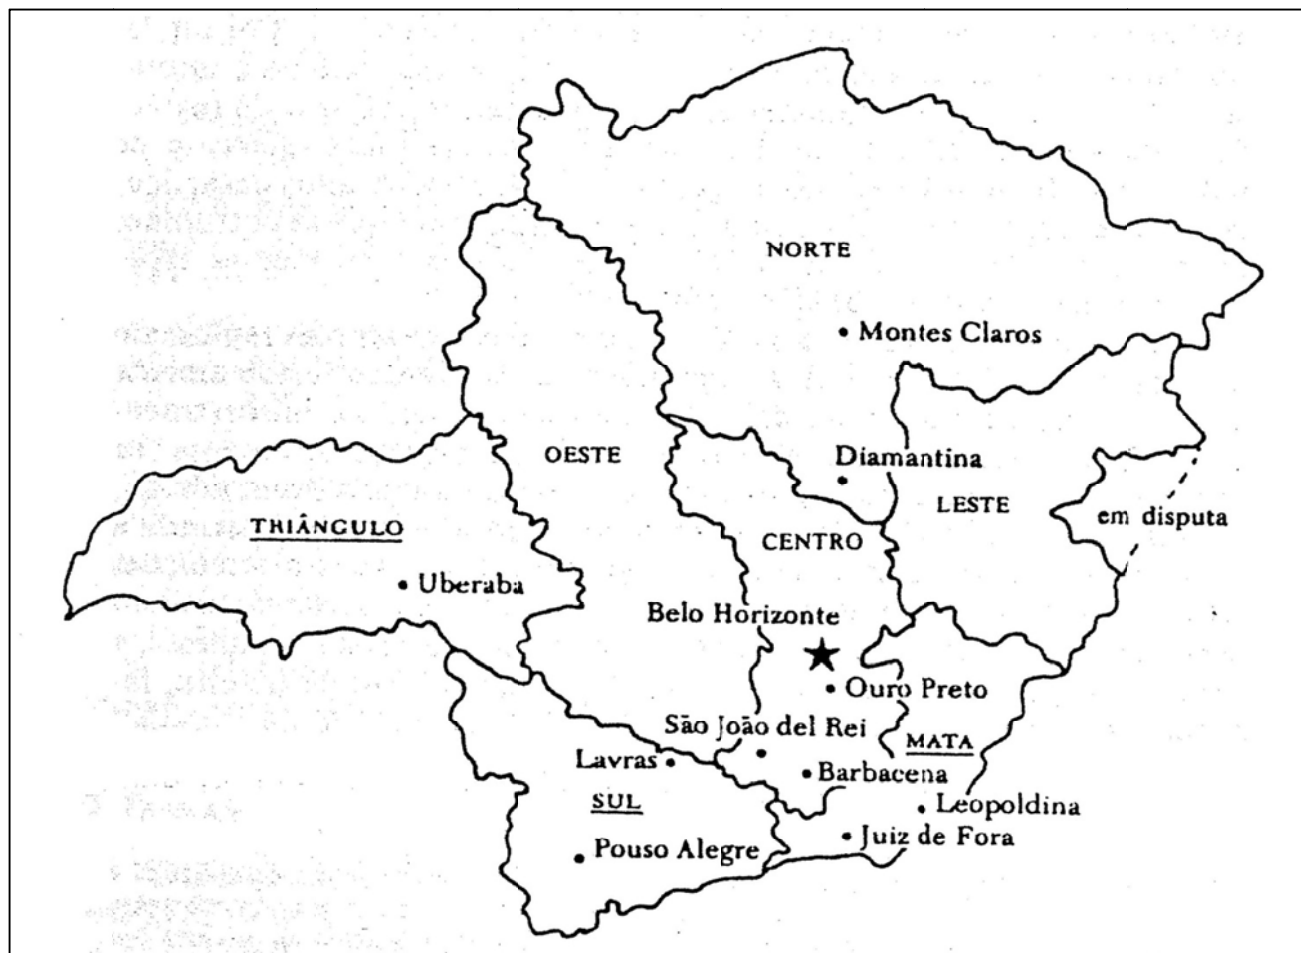 NORTE
Montes Claros
OESTE
Diamantina
LESTE
em disputa
THIÂNGULO
CENTRO
Uberaba
Belo Horizonte
Ouro Preto
São João del Rei
MATA
Lavras
Barbacena
SUL
Leopoldina
Juiz de Fora
Pouso Alegre